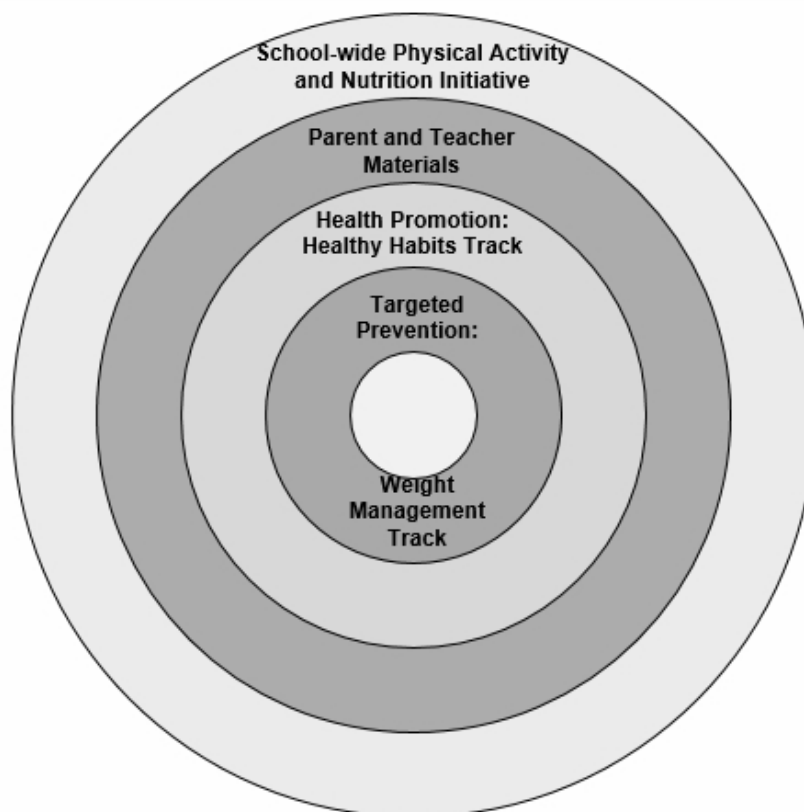 School-wide Physical Activity
and Nutrition Initiative
Parent and Teacher
Materials
Health Promotion:
Healthy Habits Track
Targeted
Prevention:
Weight
Management
Track